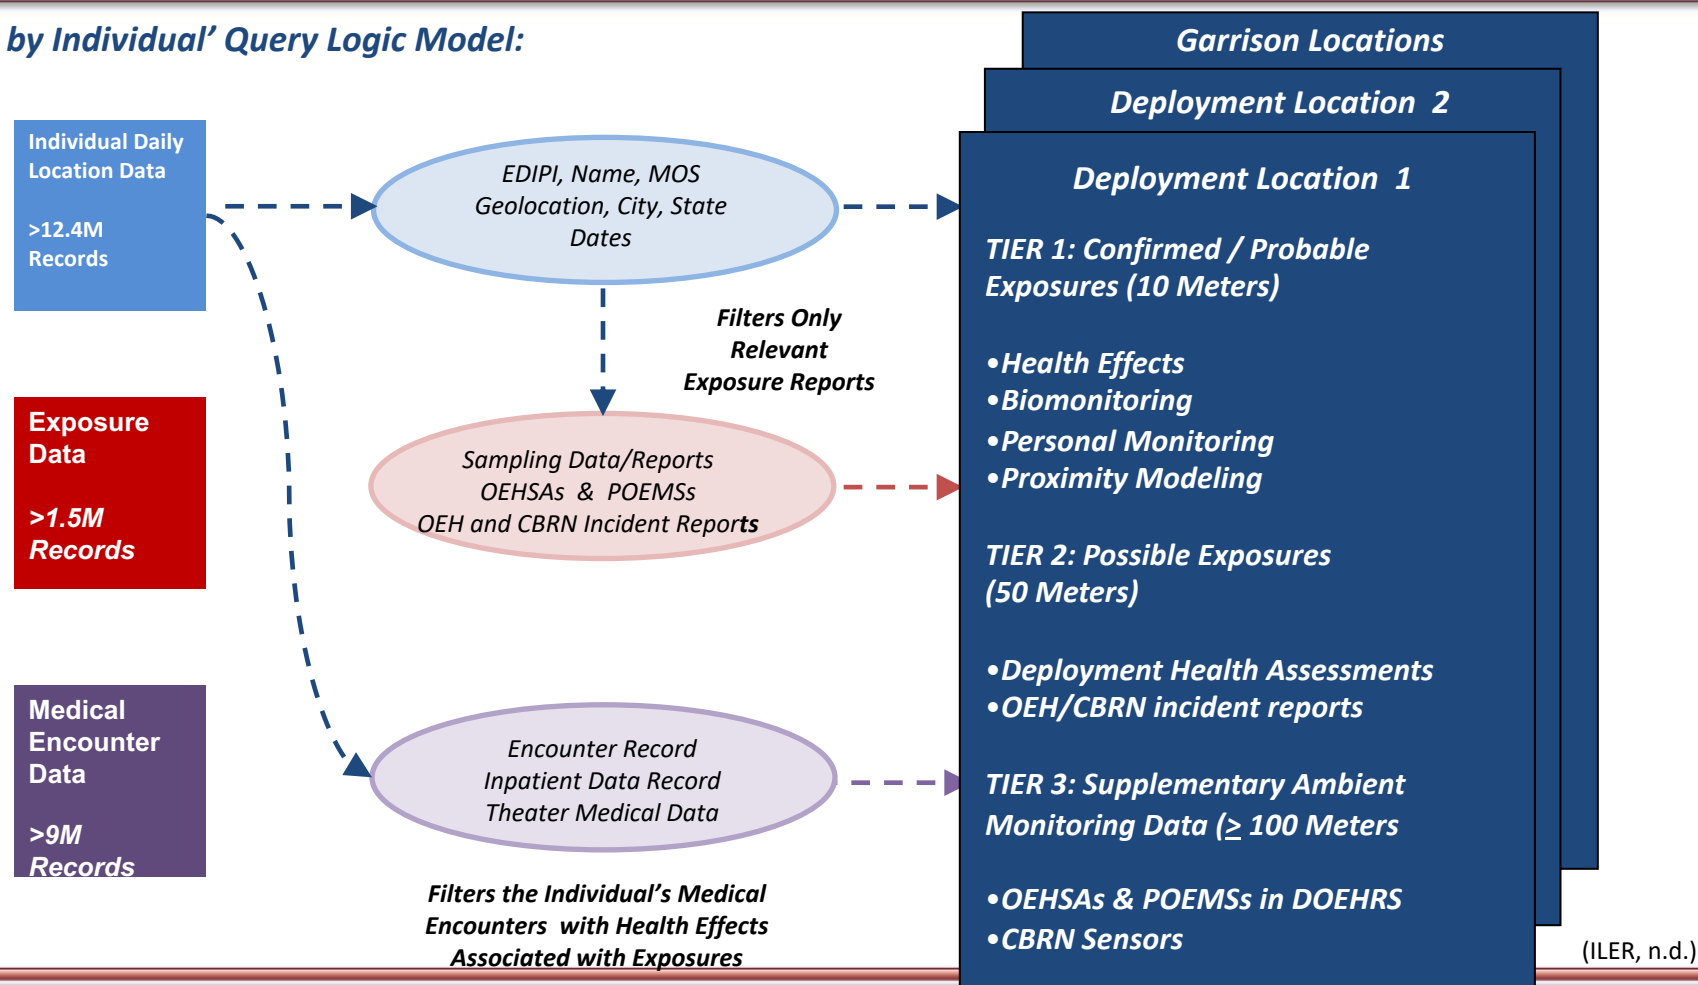 by Individual’ Query Logic Model:
Individual Daily
Location Data
>12.4M
Records
Exposure
Data
>1.5M
Records
Medical
Encounter
Data
>9M
Records
EDIPI, Name, MOS
Geolocation, City, State
Dates
Filters Only
Relevant
Exposure Reports
Sampling Data/Reports
OEHSAs & POEMSs
OEH and CBRN Incident Reports
Encounter Record
Inpatient Data Record
Theater Medical Data
Filters the Individual’s Medical
Encounters with Health Effects
Associated with Exposures
Garrison Locations
Deployment Location 2
Deployment Location 1
TIER 1: Confirmed / Probable
Exposures (10 Meters)
•Health Effects
•Biomonitoring
•Personal Monitoring
•Proximity Modeling
TIER 2: Possible Exposures
(50 Meters)
•Deployment Health Assessments
•OEH/CBRN incident reports
TIER 3: Supplementary Ambient
Monitoring Data (≥ 100 Meters
•OEHSAs & POEMSs in DOEHRS
•CBRN Sensors
(ILER, n.d.)